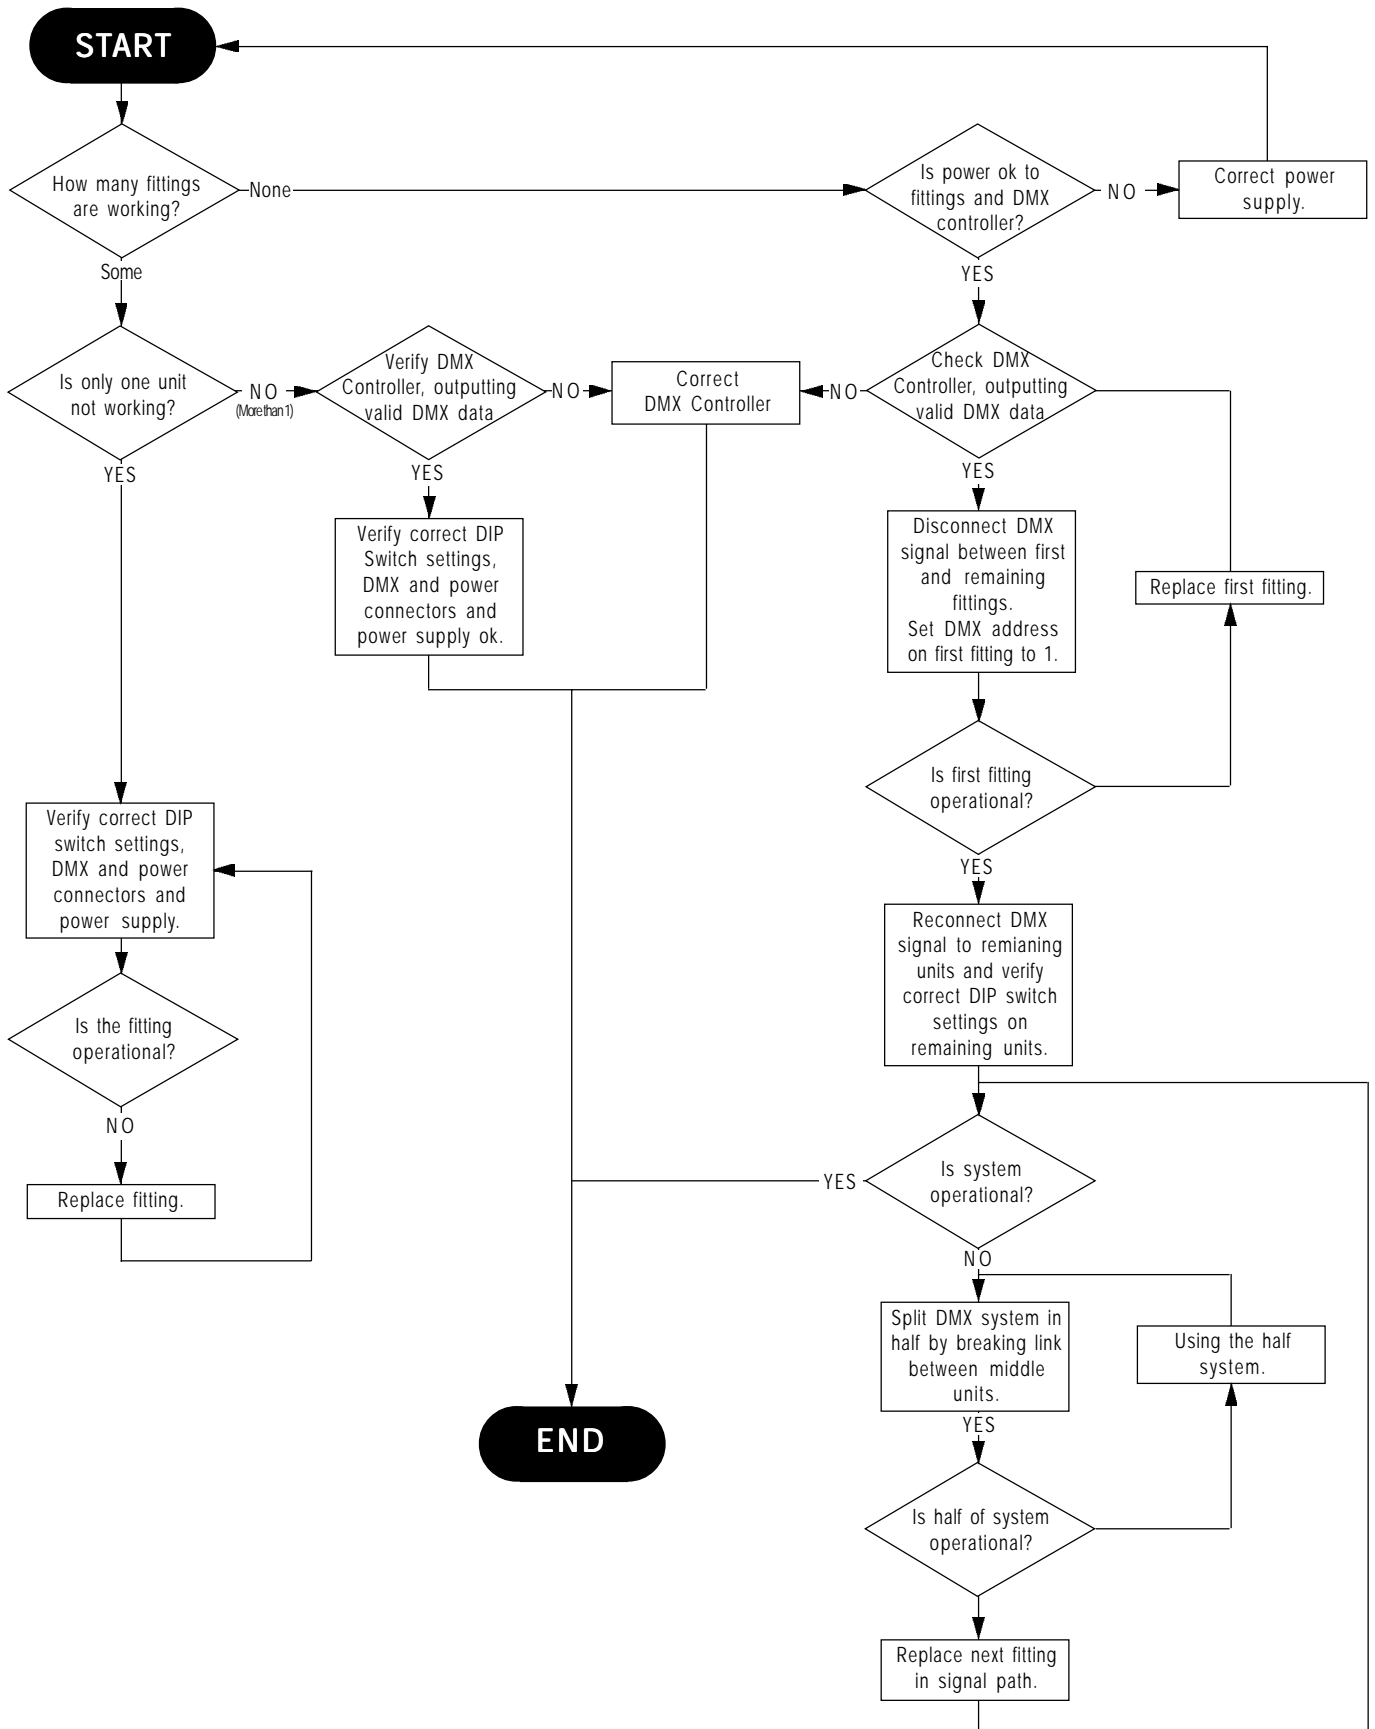 START
How many fittings
are working?
None
Is power ok to
fittings and DMX
controller?
NO
Correct power
supply.
Some
YES
Is only one unit
not working?
NO
(More than 1)
Verify DMX
Controller, outputting
valid DMX data
NO
Correct
DMX Controller
NO
Check DMX
Controller, outputting
valid DMX data
YES
YES
YES
Verify correct DIP
Switch settings,
DMX and power
connectors and
power supply ok.
Disconnect DMX
signal between first
and remaining
fittings.
Set DMX address
on first fitting to 1.
Replace first fitting.
Is first fitting
operational?
YES
Verify correct DIP
switch settings,
DMX and power
connectors and
power supply.
Reconnect DMX
signal to remianing
units and verify
correct DIP switch
settings on
remaining units.
Is the fitting
operational?
NO
Replace fitting.
YES
Is system
operational?
NO
Split DMX system in
half by breaking link
between middle
units.
Using the half
system.
YES
END
Is half of system
operational?
Replace next fitting
in signal path.